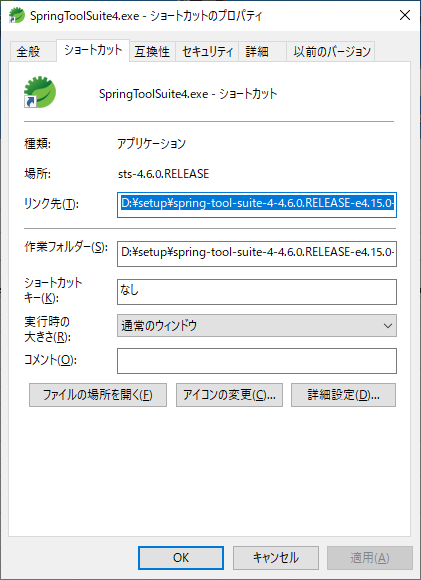 SpringToolSuite4.exe - ショートカットのプロパティ
全般 ショートカット 互換性 セキュリティ 詳細 以前のバージョン
SpringToolSuite4.exe - ショートカット
種類: アプリケーション
場所: sts-4.6.0.RELEASE
リンク先(T): D:¥setup¥spring-tool-suite-4-4.6.0.RELEASE-e4.15.0-
作業フォルダー(S): D:¥setup¥spring-tool-suite-4-4.6.0.RELEASE-e4.15.0-
ショートカット
キー(K): なし
実行時の
大きさ(R): 通常のウィンドウ
コメント(O):
ファイルの場所を開く(F) アイコンの変更(C)... 詳細設定(D)...
OK キャンセル 適用(A)